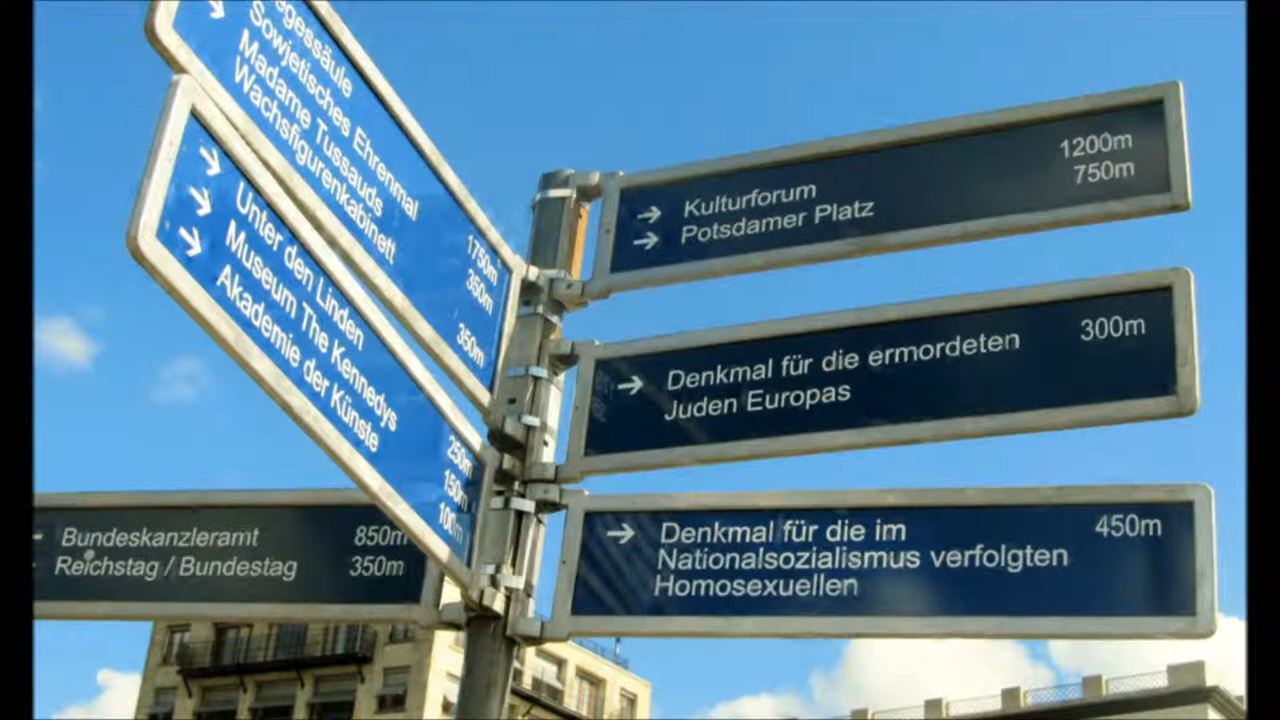 Sowjetisches Ehrenmal
Madame Tussauds
Wachsfigurenkabinett
1750m
350m
350m
→ Unter den Linden 250m
→ Museum The Kennedys 150m
→ Akademie der Künste 100m
Bundeskanzleramt 850m
Reichstag / Bundestag 350m
→ Kulturforum 1200m
→ Potsdamer Platz 750m
→ Denkmal für die ermordeten 300m
Juden Europas
→ Denkmal für die im 450m
Nationalsozialismus verfolgten
Homosexuellen